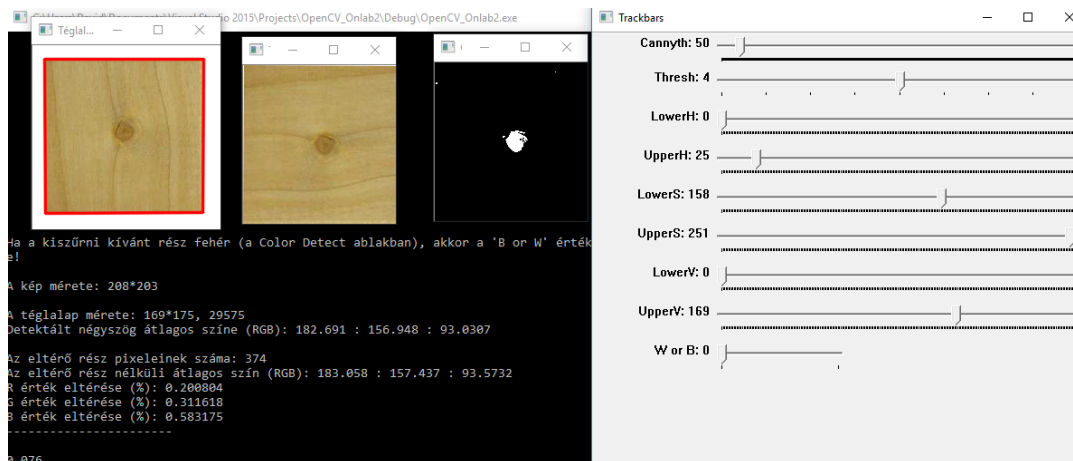 C:\Users\David\Documents\Visual Studio 2015\Projects\OpenCV_Onlab2\Debug\OpenCV_Onlab2.exe
Téglal...
Ha a kiszűrni kívánt rész fehér (a Color Detect ablakban), akkor a 'B or W' érték
e!
A kép mérete: 208*203
A téglalap mérete: 169*175, 29575
Detektált négyszög átlagos színe (RGB): 182.691 : 156.948 : 93.0307
Az eltérő rész pixeleinek száma: 374
Az eltérő rész nélküli átlagos szín (RGB): 183.058 : 157.437 : 93.5732
R érték eltérése (%): 0.200804
G érték eltérése (%): 0.311618
B érték eltérése (%): 0.583175
-----------------------
0.076
Trackbars
Cannyth: 50
Thresh: 4
LowerH: 0
UpperH: 25
LowerS: 158
UpperS: 251
LowerV: 0
UpperV: 169
W or B: 0